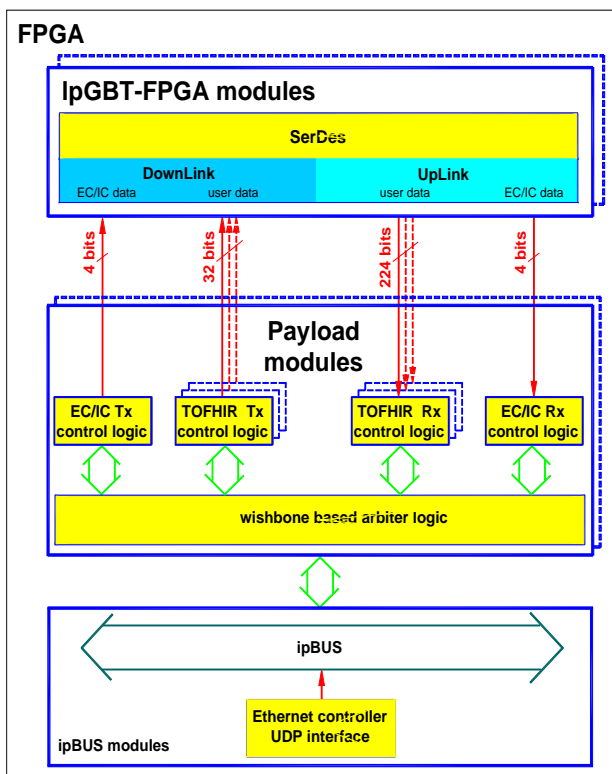 FPGA
lpGBT-FPGA modules
SerDes
DownLink UpLink
EC/IC data user data user data EC/IC data
4 bits 32 bits 224 bits 4 bits
Payload
modules
EC/IC Tx TOFHIR Tx TOFHIR Rx EC/IC Rx
control logic control logic control logic control logic
wishbone based arbiter logic
ipBUS
Ethernet controller
UDP interface
ipBUS modules